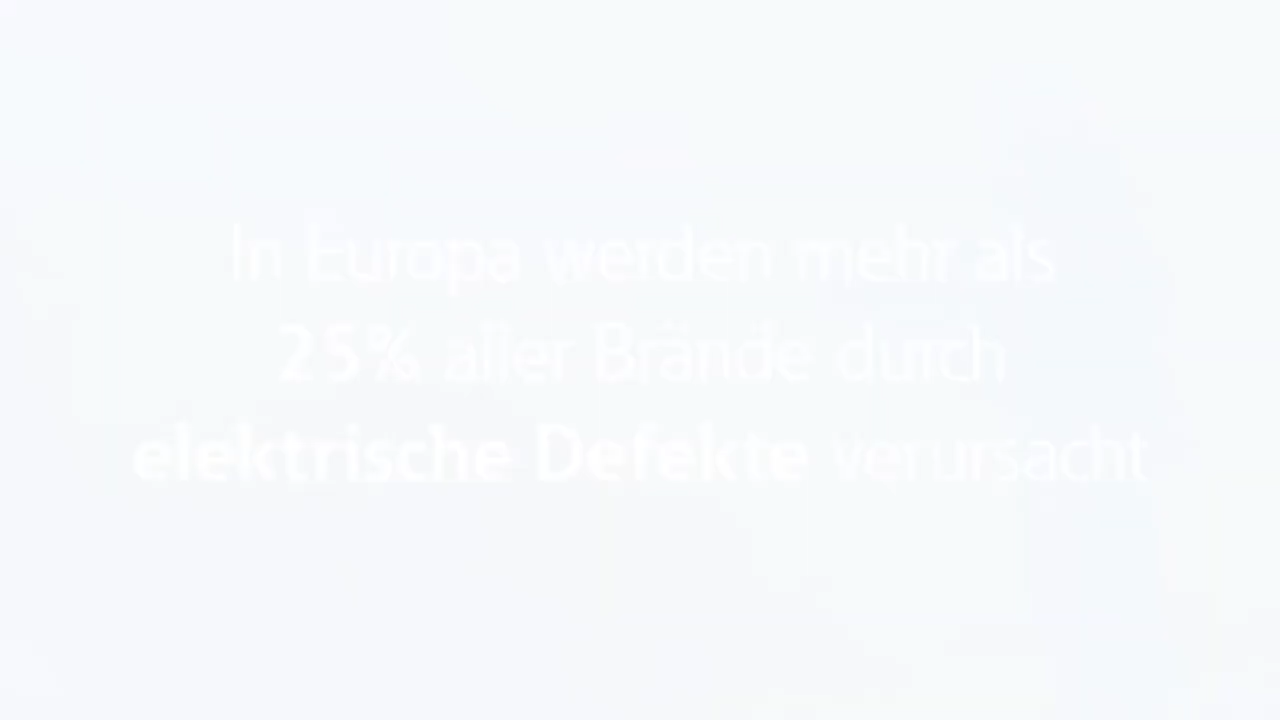 In Europa werden mehr als
25% aller Brände durch
elektrische Defekte verursacht